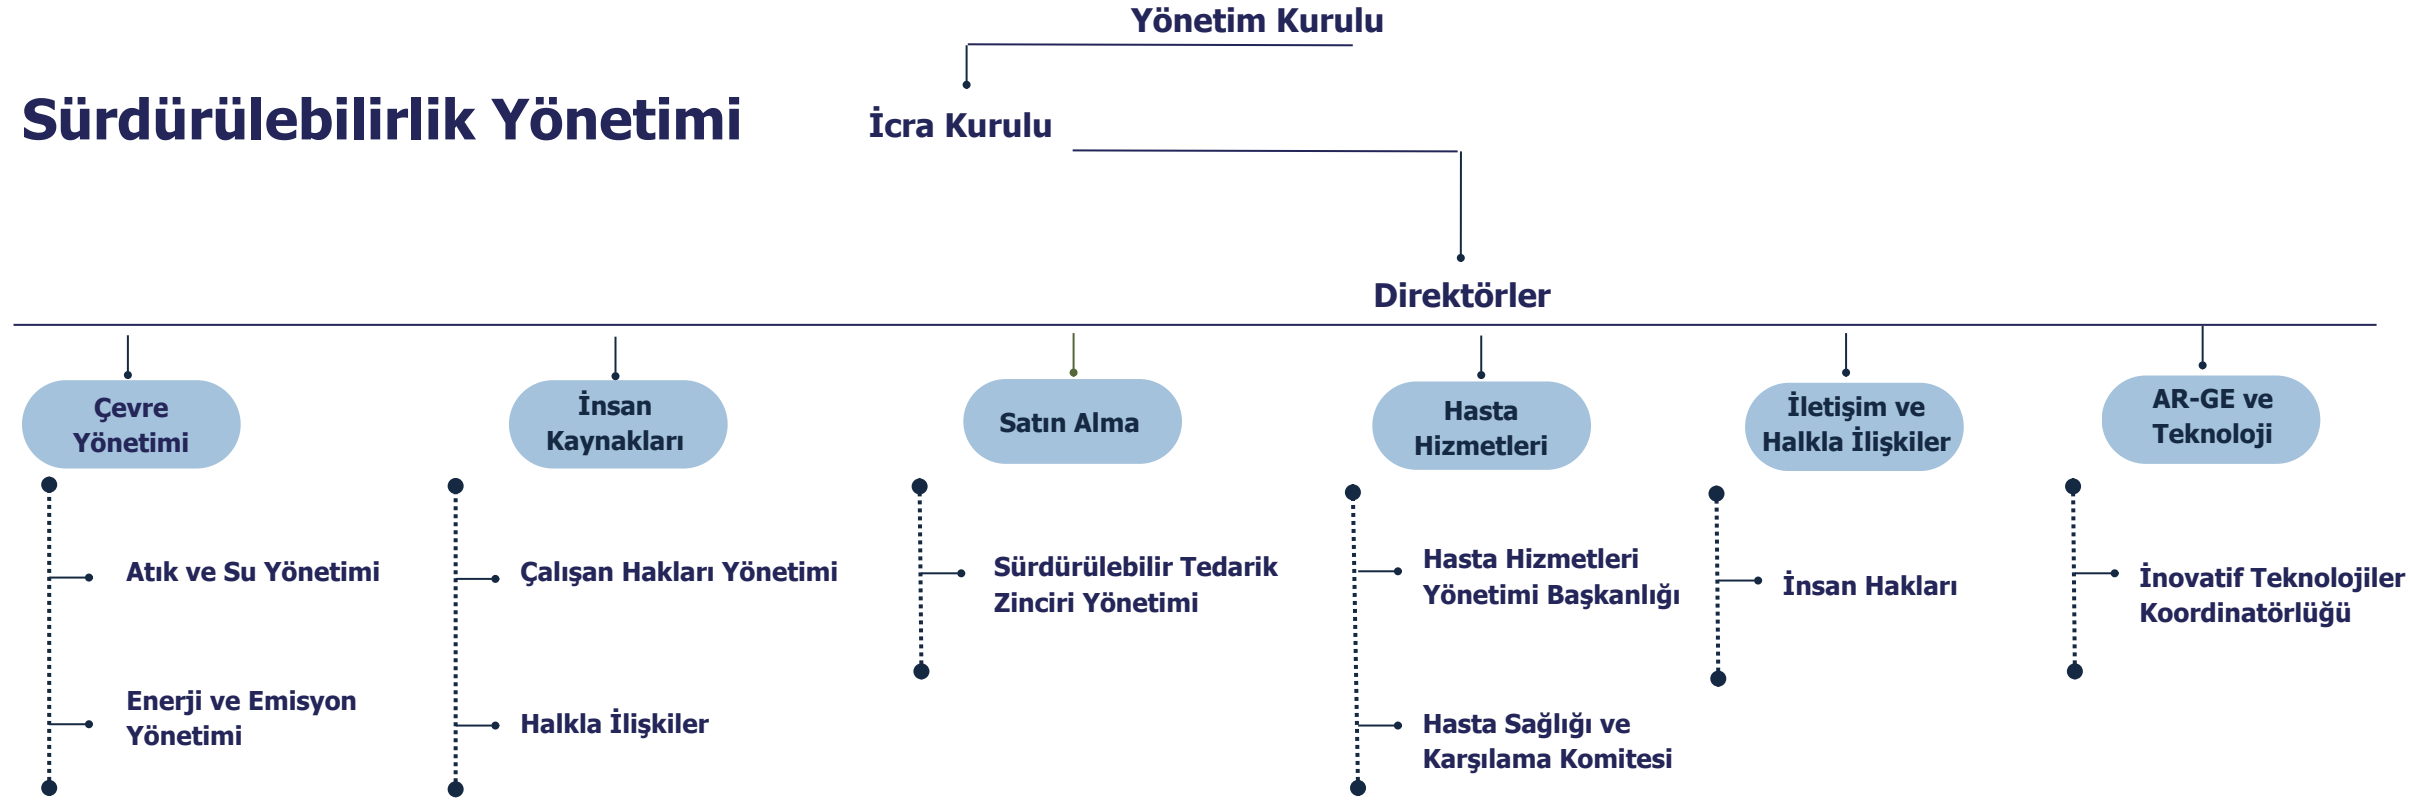 Yönetim Kurulu
Sürdürülebilirlik Yönetimi
İcra Kurulu
Direktörler
Çevre
Yönetimi
İnsan
Kaynakları
Satın Alma
Hasta
Hizmetleri
İletişim ve
Halkla İlişkiler
AR-GE ve
Teknoloji
Atık ve Su Yönetimi
Enerji ve Emisyon
Yönetimi
Çalışan Hakları Yönetimi
Halkla İlişkiler
Sürdürülebilir Tedarik
Zinciri Yönetimi
Hasta Hizmetleri
Yönetimi Başkanlığı
Hasta Sağlığı ve
Karşılama Komitesi
İnsan Hakları
İnovatif Teknolojiler
Koordinatörlüğü